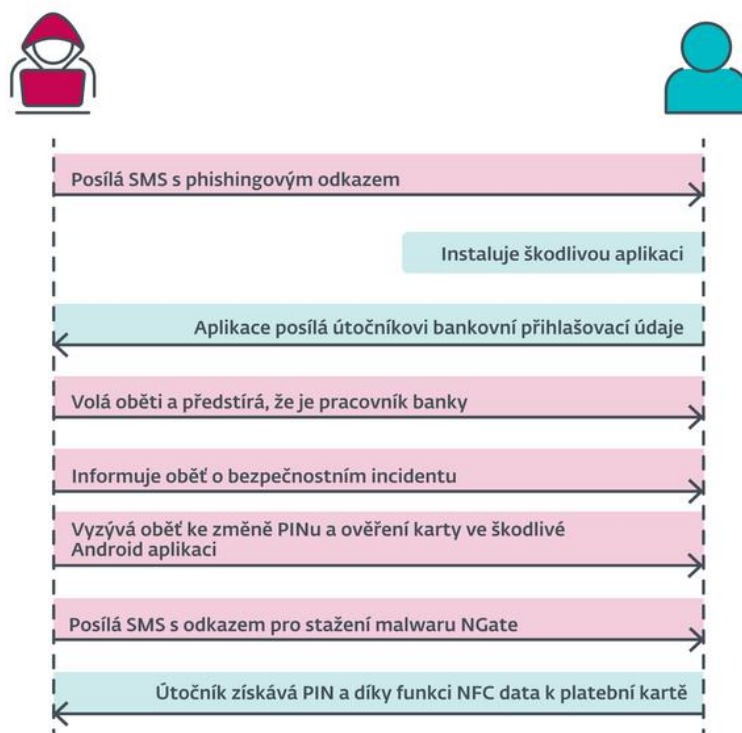 Posílá SMS s phishingovým odkazem
Instaluje škodlivou aplikaci
Aplikace posílá útočníkovi bankovní přihlašovací údaje
Volá oběti a předstírá, že je pracovník banky
Informuje oběť o bezpečnostním incidentu
Vyzývá oběť ke změně PINu a ověření karty ve škodlivé
Android aplikaci
Posílá SMS s odkazem pro stažení malwaru NGate
Útočník získává PIN a díky funkci NFC data k platební kartě